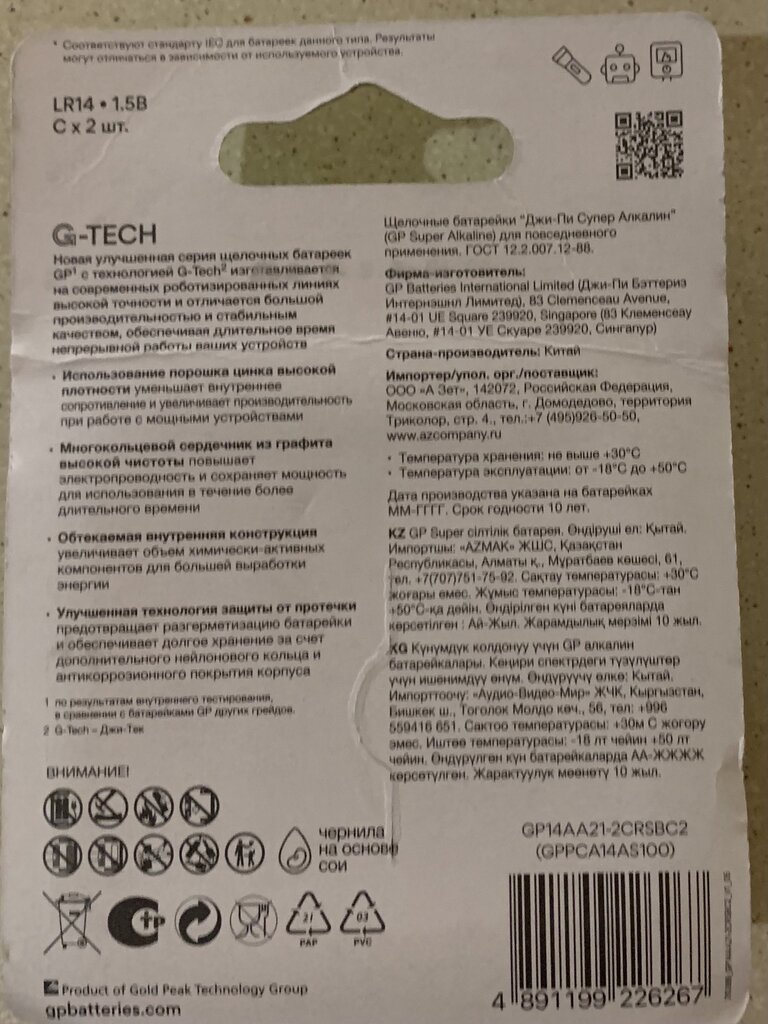 * Соответствуют стандарту IEC для батареек данного типа. Результаты
могут отличаться в зависимости от используемого устройства.
LR14 • 1.5В
C x 2 шт.
G-TECH
Новая улучшенная серия щелочных батареек
GP¹ с технологией G-Tech² изготавливается
на современных роботизированных линиях
высокой точности и отличается большой
производительностью и стабильным
качеством, обеспечивая длительное время
непрерывной работы ваших устройств
• Использование порошка цинка высокой
плотности уменьшает внутреннее
сопротивление и увеличивает производительность
при работе с мощными устройствами
• Многокольцевой сердечник из графита
высокой чистоты повышает
электропроводность и сохраняет мощность
для использования в течение более
длительного времени
• Обтекаемая внутренняя конструкция
увеличивает объем химически-активных
компонентов для большей выработки
энергии
• Улучшенная технология защиты от протечки
предотвращает разгерметизацию батарейки
и обеспечивает долгое хранение за счет
дополнительного нейлонового кольца и
антикоррозионного покрытия корпуса
1 по результатам внутреннего тестирования,
в сравнении с батарейками GP других грейдов.
2 G-Tech – Джи-Тек
ВНИМАНИЕ!
чернила
на основе
сои
21
PAP
03
PVC
Product of Gold Peak Technology Group
gpbatteries.com
Щелочные батарейки "Джи-Пи Супер Алкалин"
(GP Super Alkaline) для повседневного
применения. ГОСТ 12.2.007.12-88.
Фирма-изготовитель:
GP Batteries International Limited (Джи-Пи Бэттериз
Интернэшнл Лимитед), 83 Clemenceau Avenue,
#14-01 UE Square 239920, Singapore (83 Клеменсеау
Авеню, #14-01 УЕ Скуаре 239920, Сингапур)
Страна-производитель: Китай
Импортер/упол. орг./поставщик:
ООО «А Зет», 142072, Российская Федерация,
Московская область, г. Домодедово, территория
Триколор, стр. 4., тел.:+7 (495)926-50-50,
www.azcompany.ru
• Температура хранения: не выше +30°C
• Температура эксплуатации: от -18°C до +50°C
Дата производства указана на батарейках
ММ-ГГГГ. Срок годности 10 лет.
KZ GP Super сілтілік батарея. Өндіруші ел: Қытай.
Импортшы: «AZMAK» ЖШС, Қазақстан
Республикасы, Алматы қ., Мұратбаев көшесі, 61,
тел. +7(707)751-75-92. Сақтау температурасы: +30°C
жоғары емес. Жұмыс температурасы: -18°C-тан
+50°C-қа дейін. Өндірілген күні батареяларда
көрсетілген : Ай-Жыл. Жарамдылық мерзімі 10 жыл.
XG Күнүмдүк колдонуу үчүн GP алкалин
батарейкалары. Кеңири спектрдеги түзүлүштөр
үчүн ишенимдүү өнүм. Өндүрүүчү өлкө: Кытай.
Импорттоочу: «Аудио-Видео-Мир» ЖЧК, Кыргызстан,
Бишкек ш., Тоголок Молдо көч., 56, тел: +996
559416 651. Сактоо температурасы: +30м С жогору
эмес. Иштөө температурасы: -18 лт чейин +50 лт
чейин. Өндүрүлгөн күн батарейкаларда АА-ЖЖЖЖ
көрсөтүлгөн. Жарактуулук мөөнөтү 10 жыл.
GP14AA21-2CRSBC2
(GPPCA14AS100)
4 891199 226267